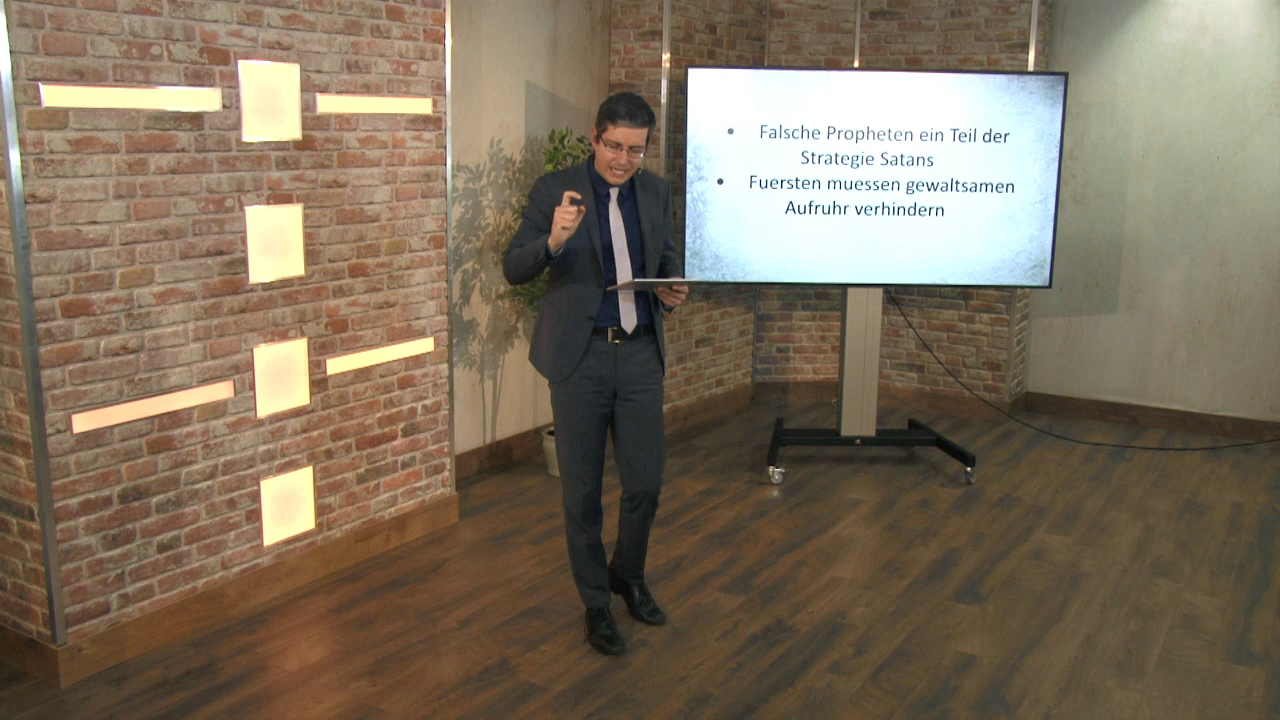 • Falsche Propheten ein Teil der
Strategie Satans
• Fuersten muessen gewaltsamen
Aufruhr verhindern